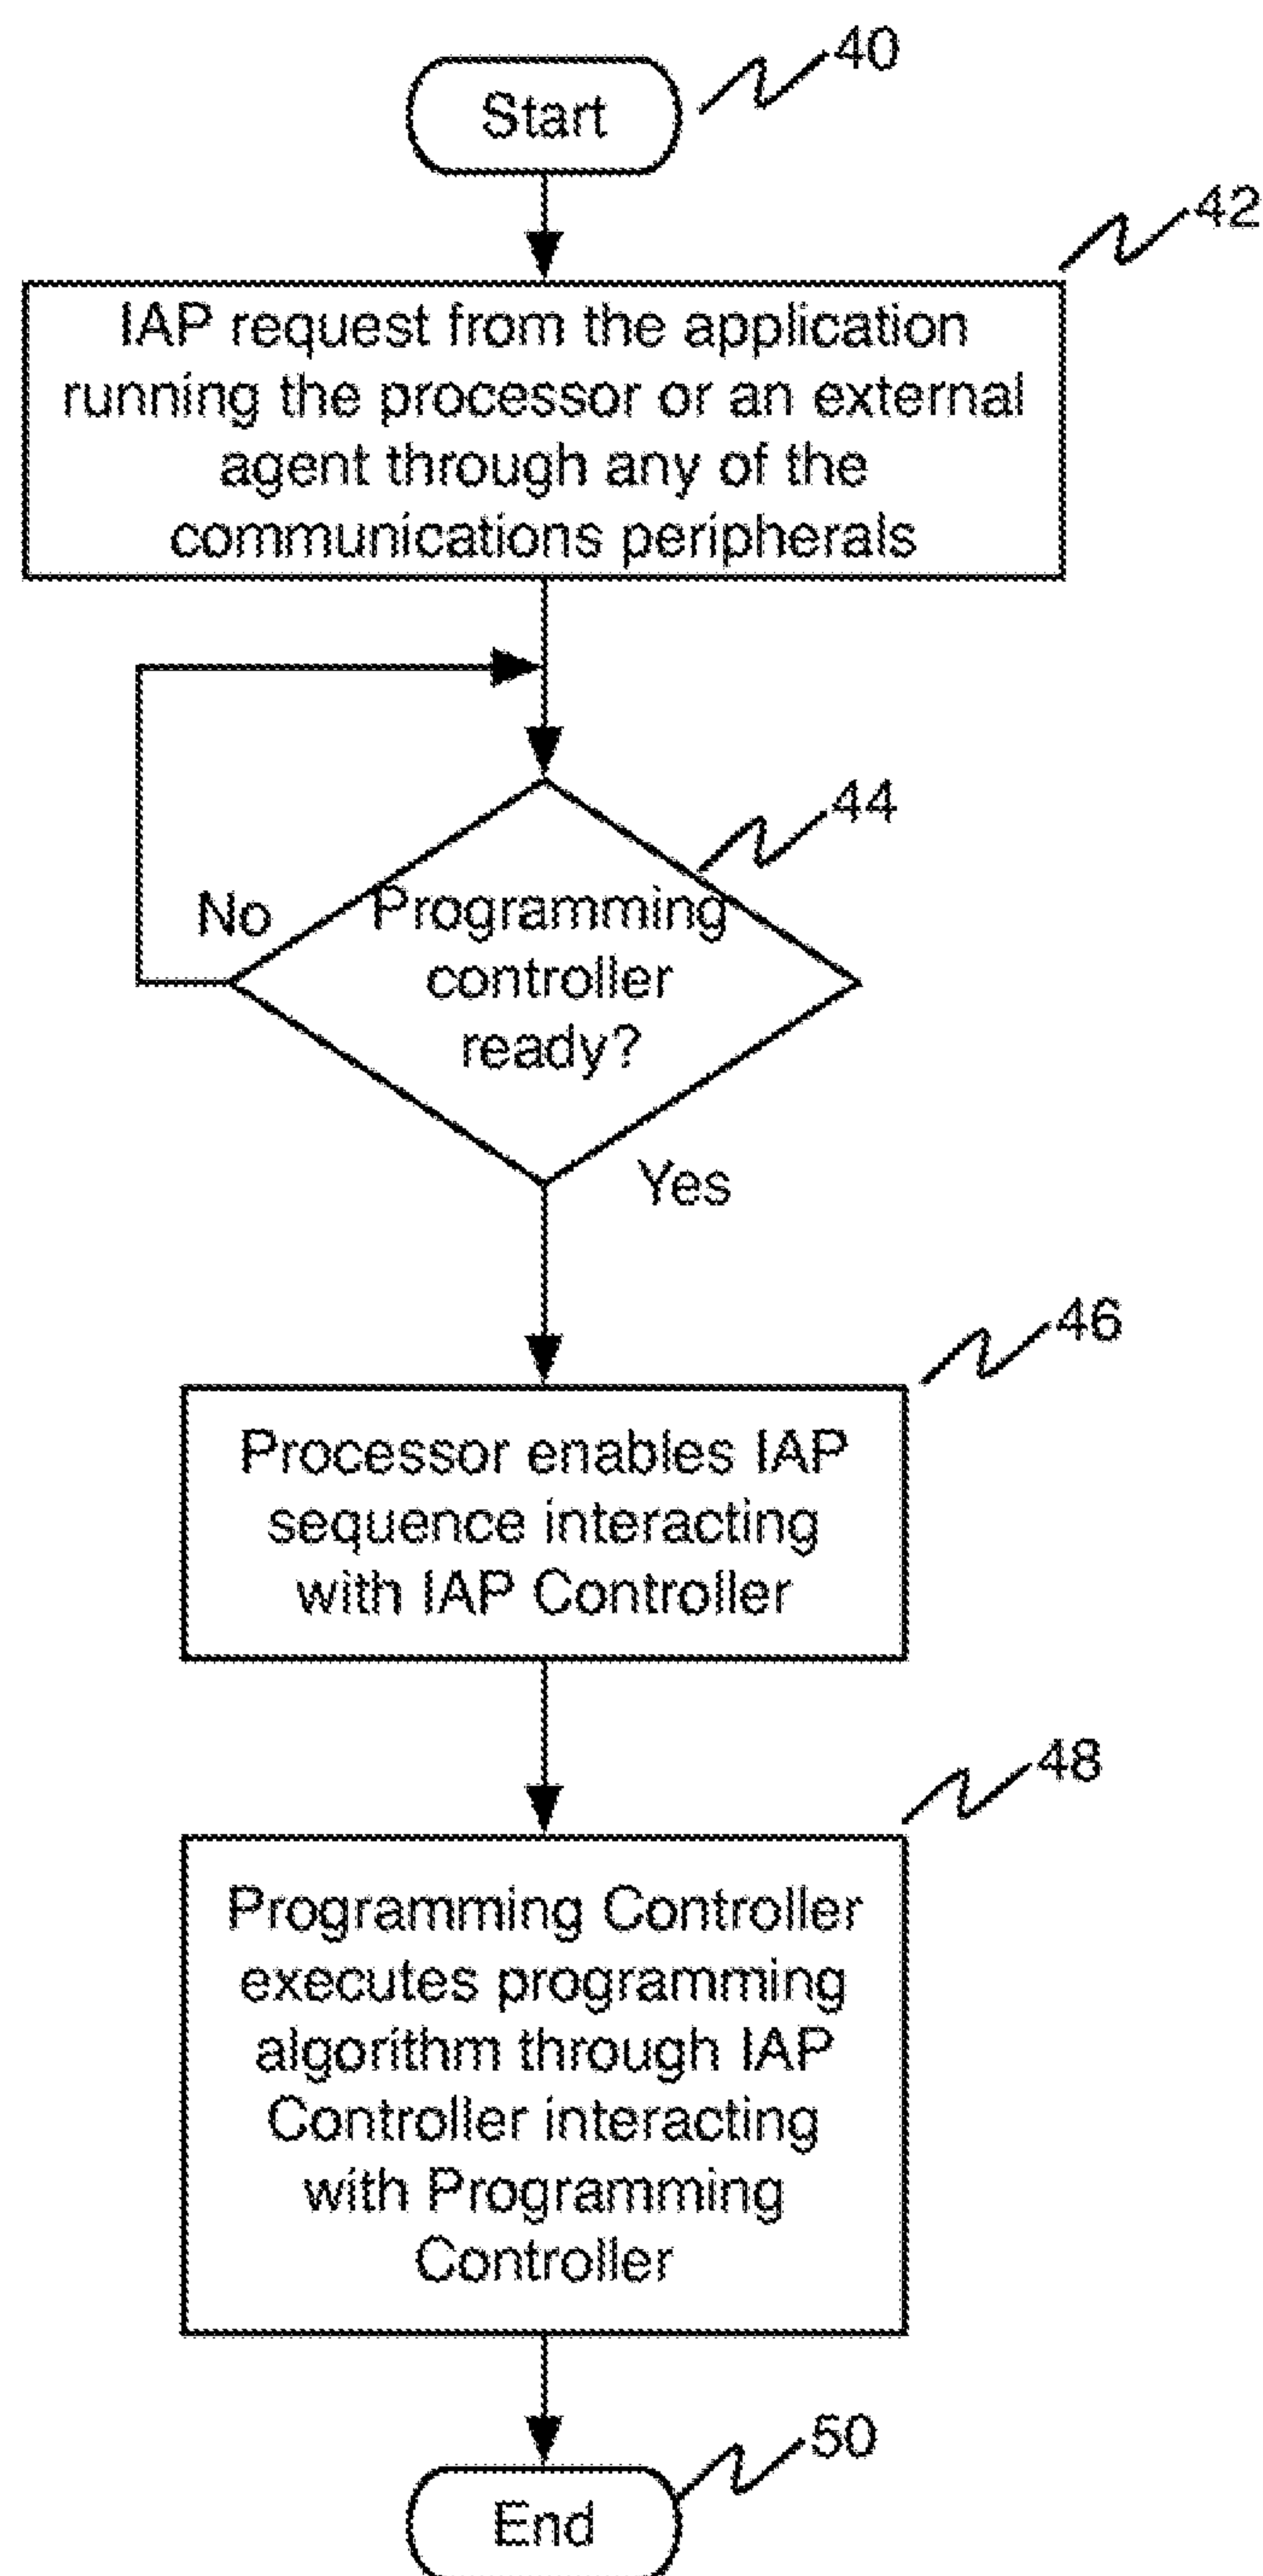 40
Start
42
IAP request from the application
running the processor or an external
agent through any of the
communications peripherals
44
No
Programming
controller
ready?
Yes
46
Processor enables IAP
sequence interacting
with IAP Controller
48
Programming Controller
executes programming
algorithm through IAP
Controller interacting
with Programming
Controller
50
End